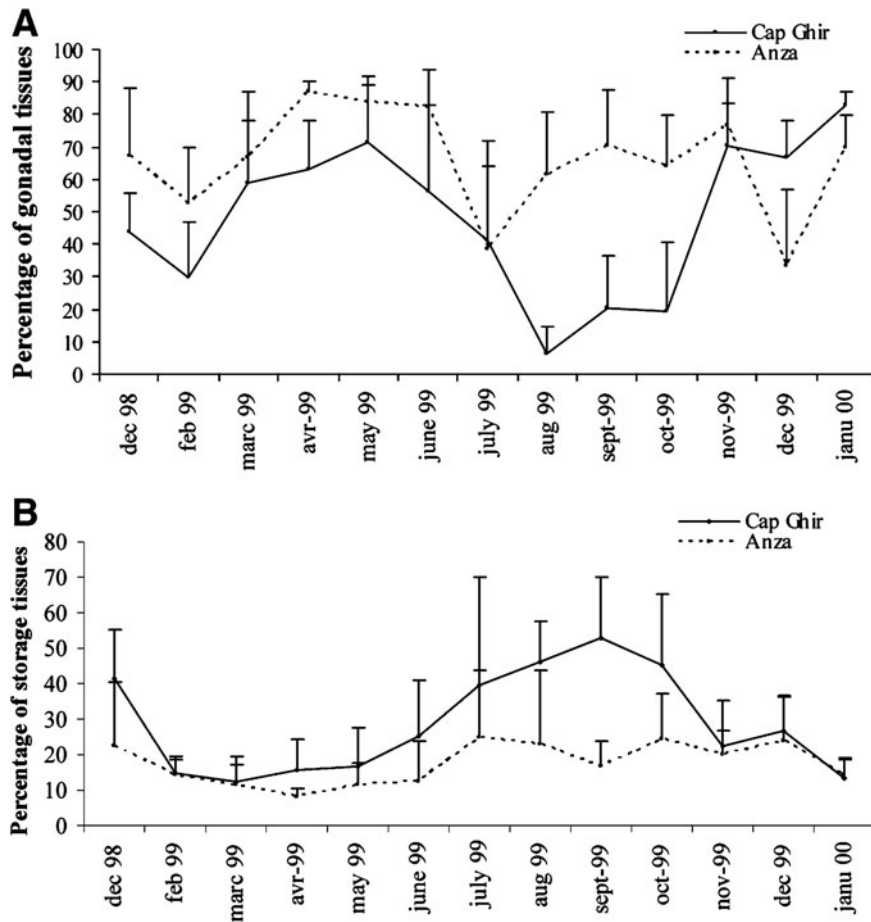 A
Cap Ghir
Anza
Percentage of gonadal tissues
100
90
80
70
60
50
40
30
20
10
0
dec 98
feb 99
marc 99
avr-99
may 99
june 99
july 99
aug 99
sept-99
oct-99
nov-99
dec 99
janu 00
B
Cap Ghir
Anza
Percentage of storage tissues
80
70
60
50
40
30
20
10
0
dec 98
feb 99
marc 99
avr-99
may 99
june 99
july 99
aug 99
sept-99
oct-99
nov-99
dec 99
janu 00